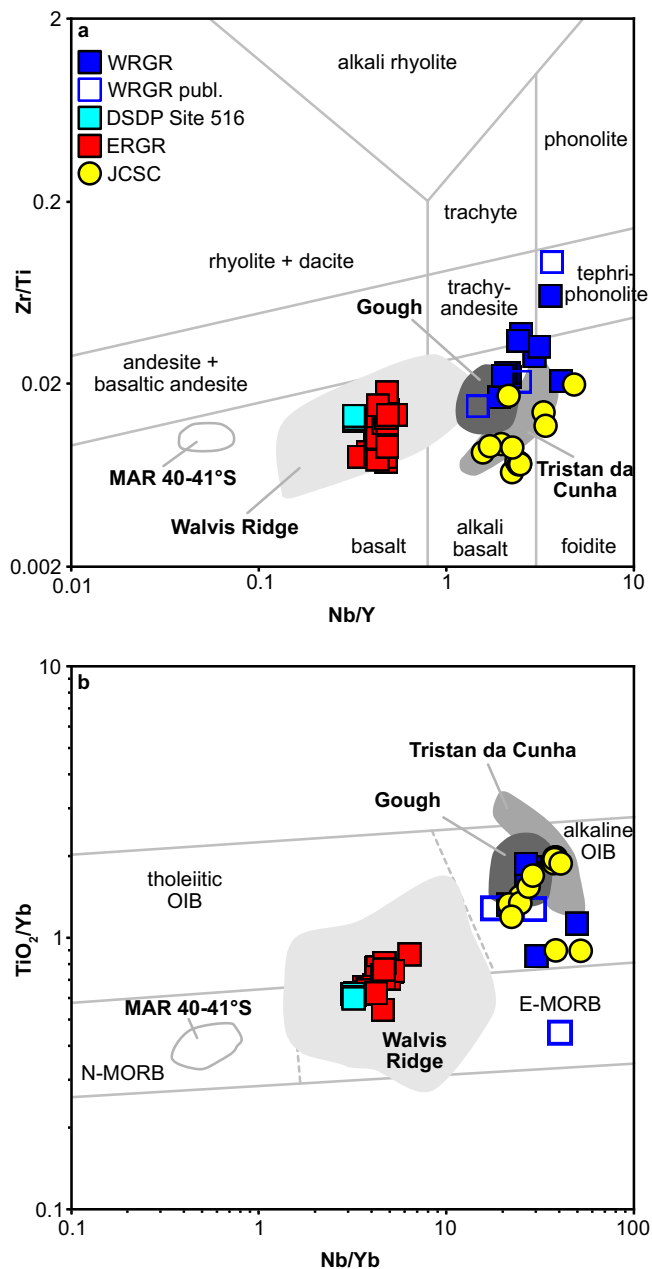 2
a
WRGR
WRGR publ.
DSDP Site 516
ERGR
JCSC
alkali rhyolite
phonolite
0.2
trachyte
rhyolite + dacite
trachy-
andesite
tephri-
phonolite
Gough
Zr/Ti
0.02
andesite +
basaltic andesite
MAR 40-41°S
Walvis Ridge
Tristan da
Cunha
basalt
alkali
basalt
foidite
0.002
0.01
0.1
1
10
Nb/Y
10
b
Tristan da Cunha
Gough
alkaline
OIB
tholeiitic
OIB
TiO₂/Yb
1
MAR 40-41°S
E-MORB
Walvis
Ridge
N-MORB
0.1
0.1
1
10
100
Nb/Yb